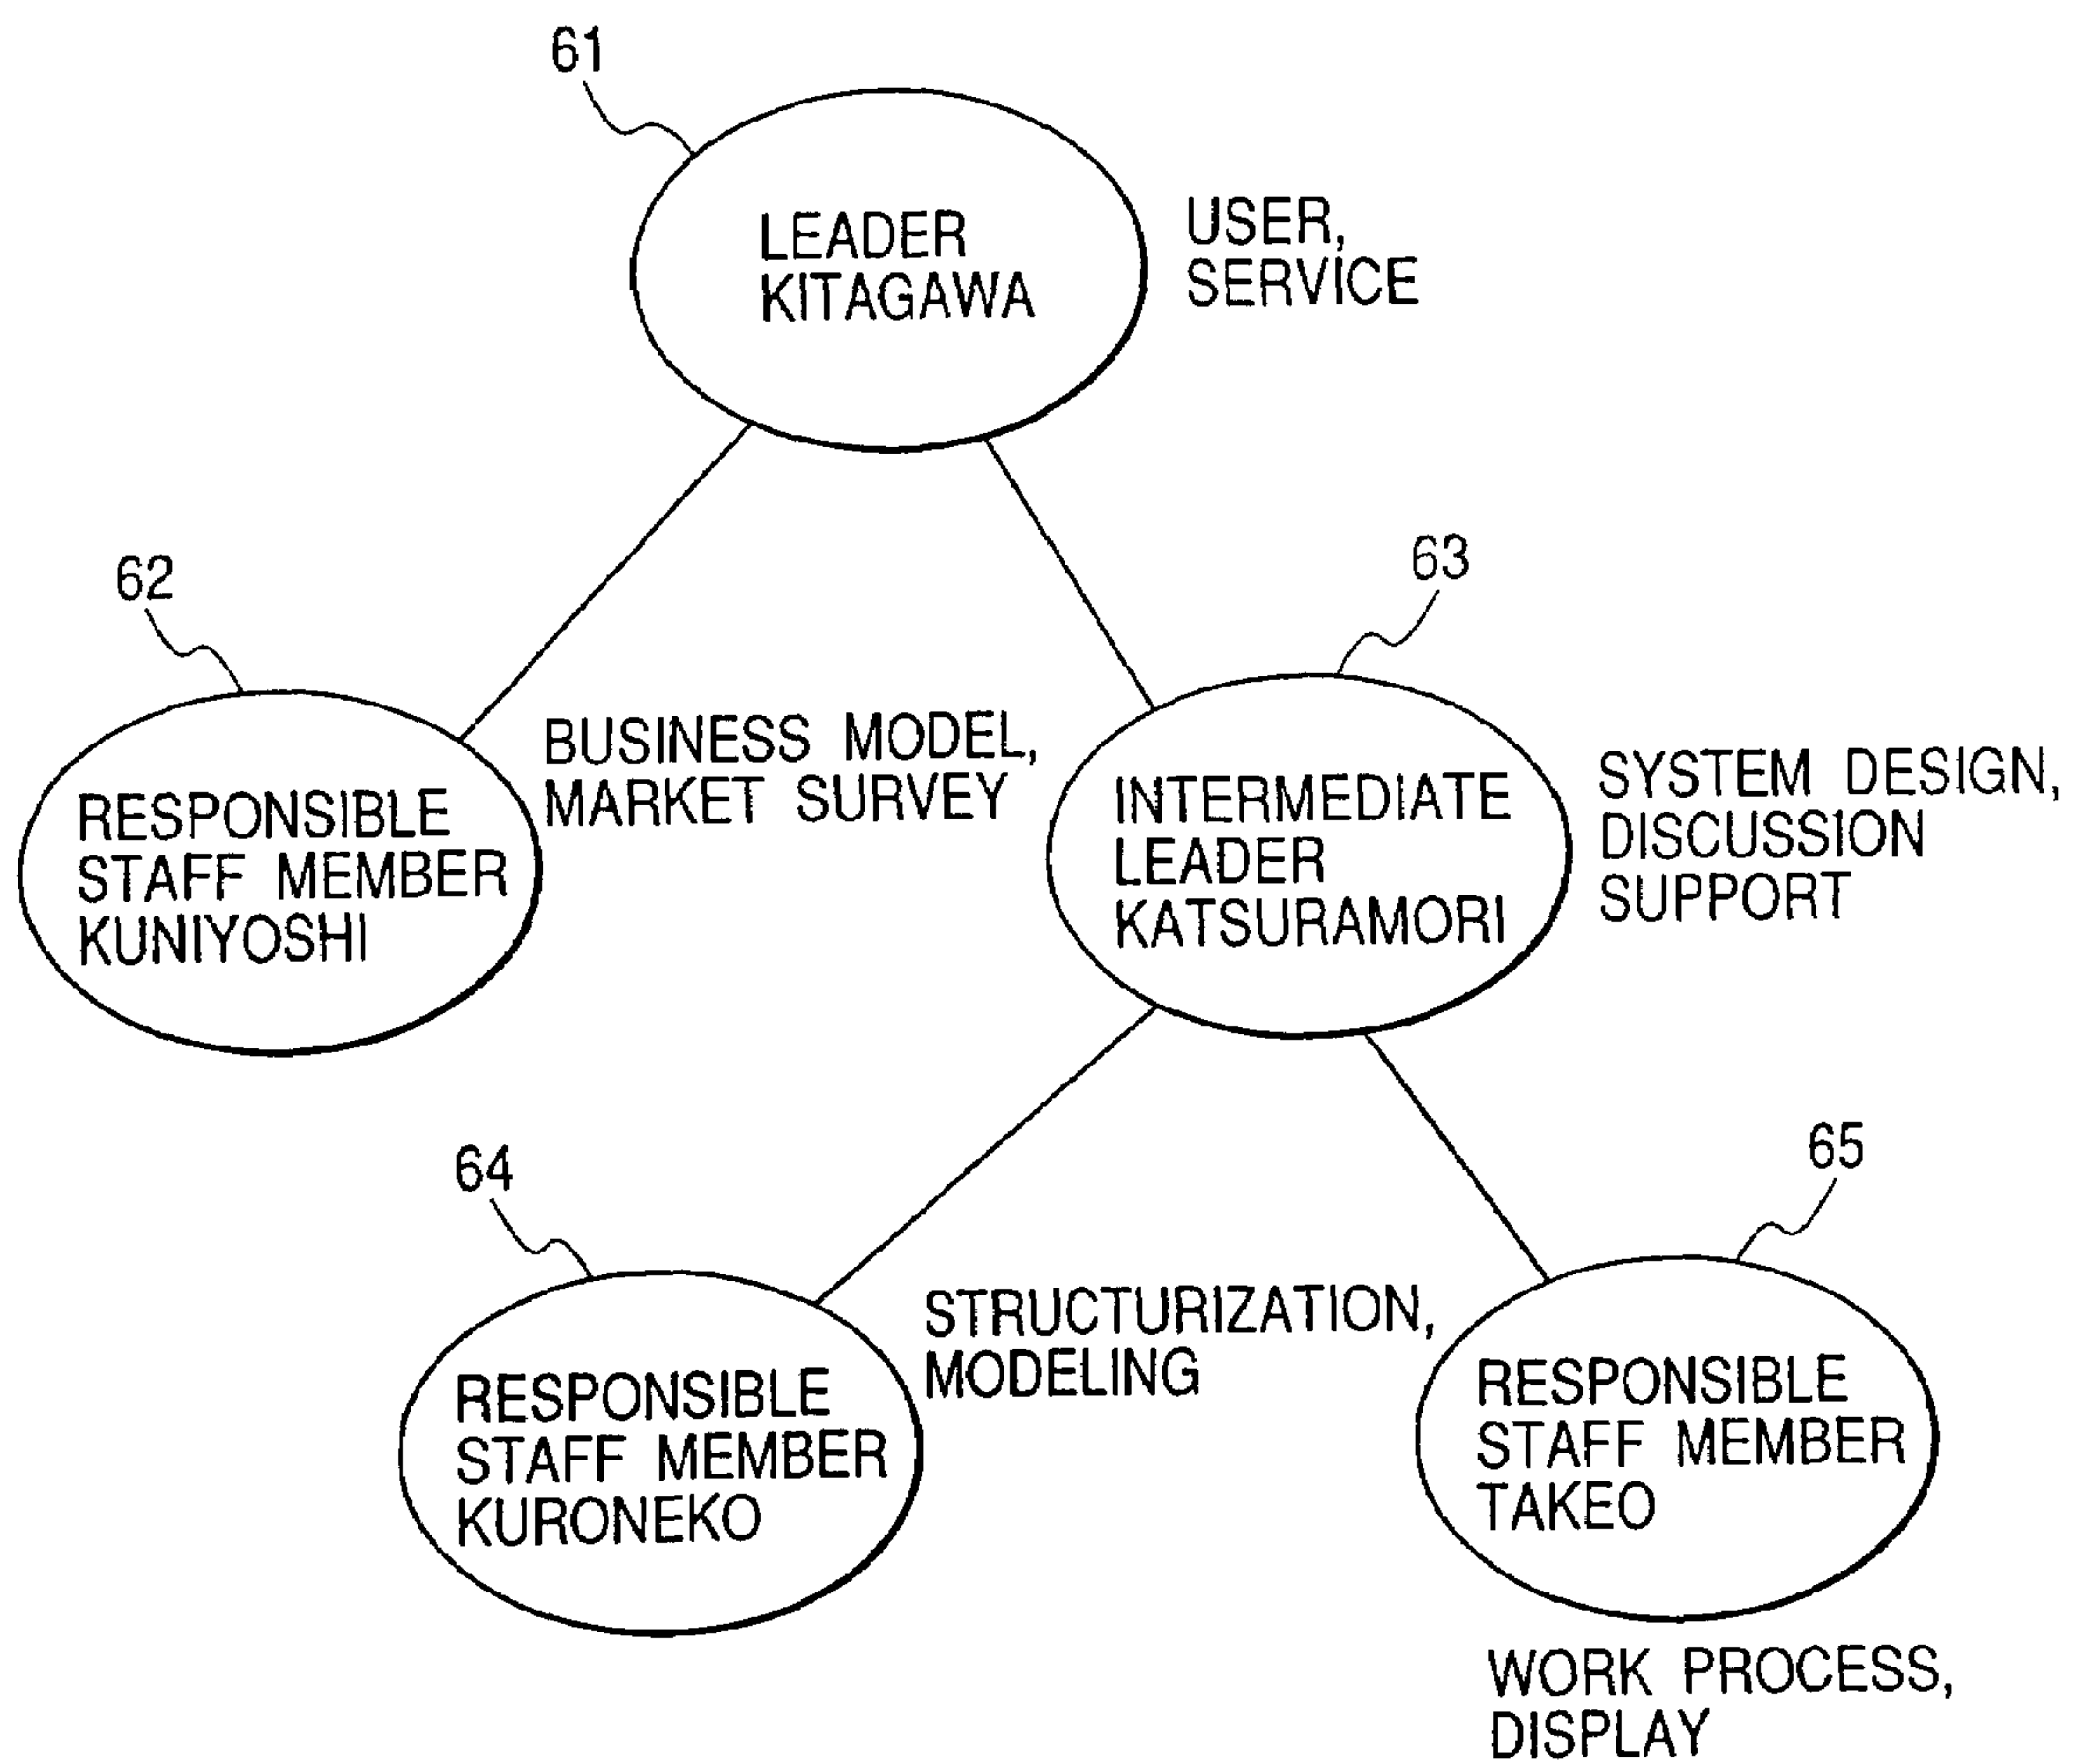 61
LEADER
KITAGAWA
USER,
SERVICE
62
63
RESPONSIBLE
STAFF MEMBER
KUNIYOSHI
BUSINESS MODEL,
MARKET SURVEY
INTERMEDIATE
LEADER
KATSURAMORI
SYSTEM DESIGN,
DISCUSSION
SUPPORT
64
65
RESPONSIBLE
STAFF MEMBER
KURONEKO
STRUCTURIZATION,
MODELING
RESPONSIBLE
STAFF MEMBER
TAKEO
WORK PROCESS,
DISPLAY